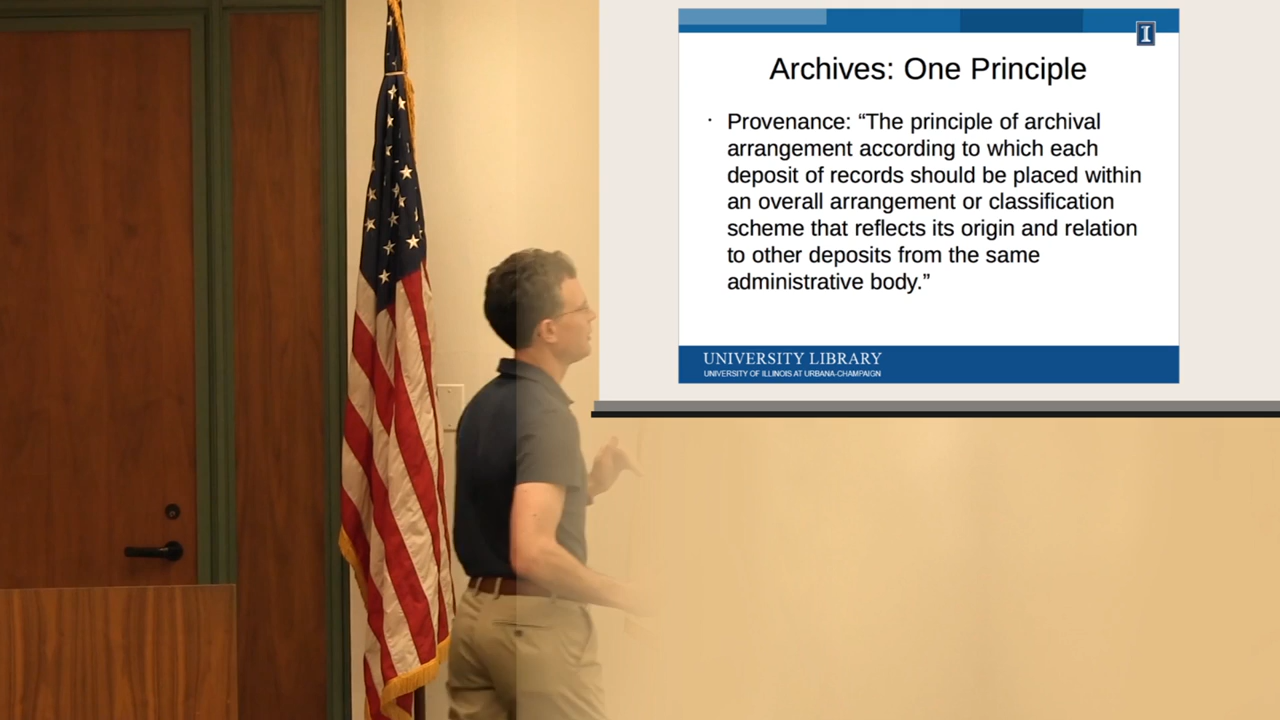 I
Archives: One Principle
· Provenance: “The principle of archival
arrangement according to which each
deposit of records should be placed within
an overall arrangement or classification
scheme that reflects its origin and relation
to other deposits from the same
administrative body.”
UNIVERSITY LIBRARY
UNIVERSITY OF ILLINOIS AT URBANA-CHAMPAIGN